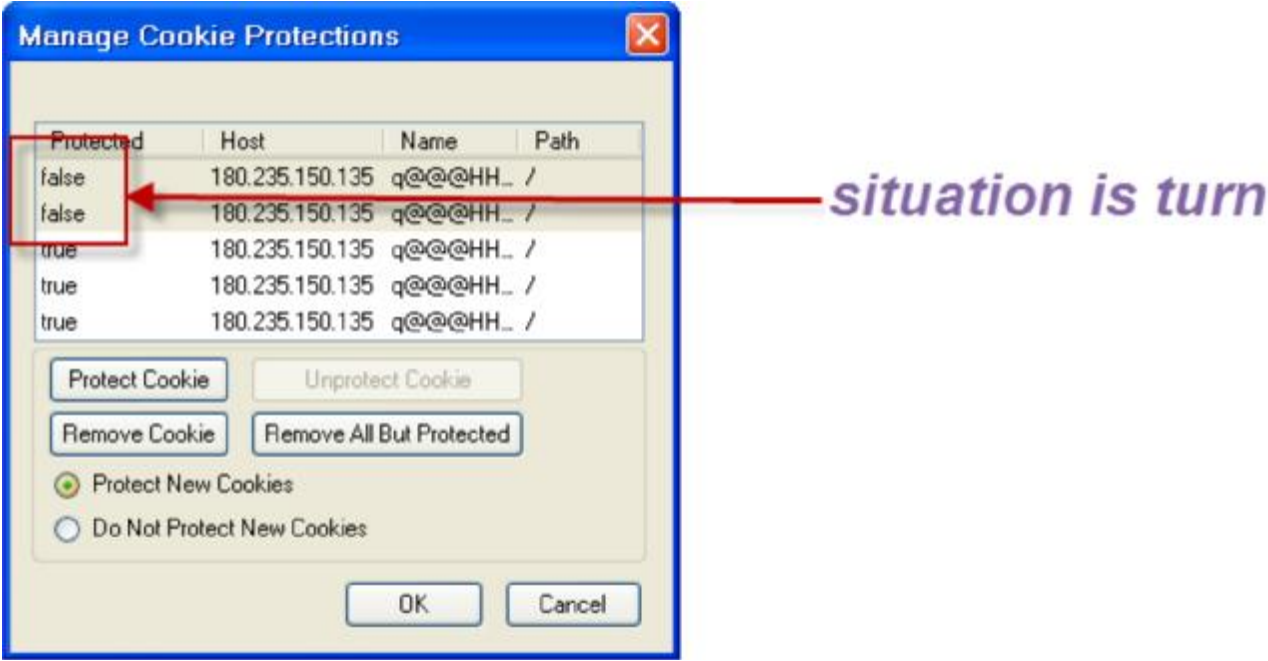 Manage Cookie Protections
Protected Host Name Path
false 180.235.150.135 q@@@HH... /
false 180.235.150.135 q@@@HH... /
true 180.235.150.135 q@@@HH... /
true 180.235.150.135 q@@@HH... /
true 180.235.150.135 q@@@HH... /
situation is turn
Protect Cookie Unprotect Cookie
Remove Cookie Remove All But Protected
Protect New Cookies
Do Not Protect New Cookies
OK Cancel